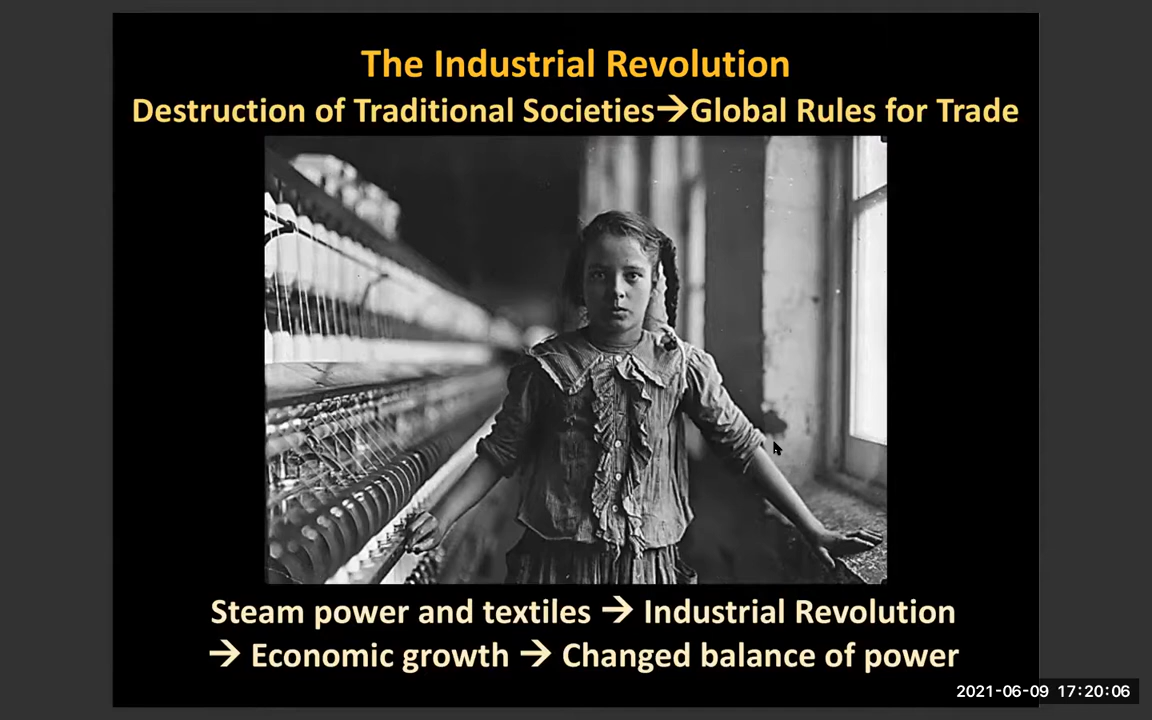 The Industrial Revolution
Destruction of Traditional Societies→Global Rules for Trade
Steam power and textiles → Industrial Revolution
→ Economic growth → Changed balance of power
2021-06-09 17:20:06